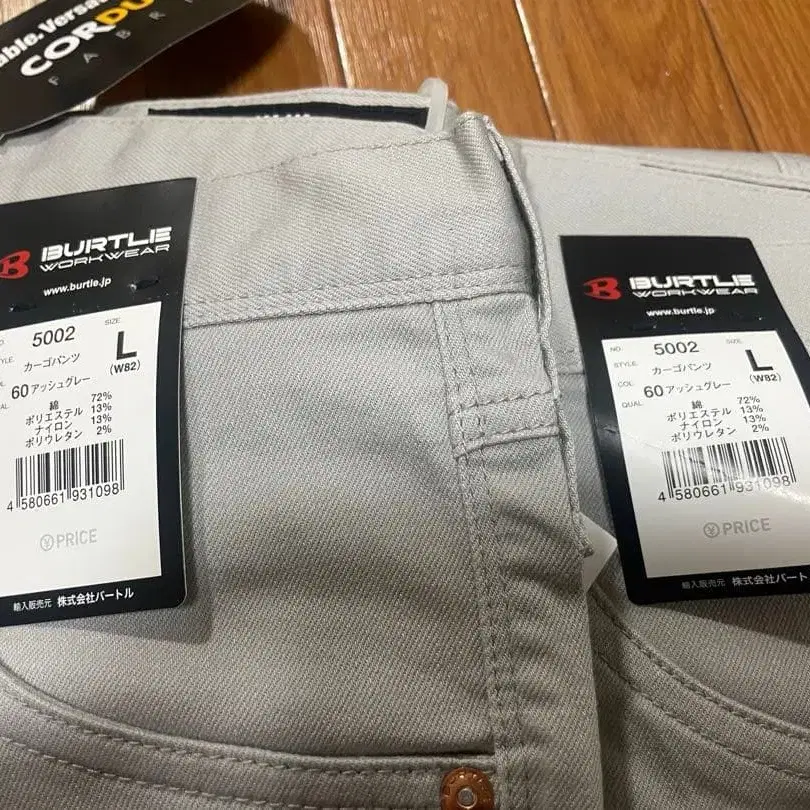 able.Versa
CORDU
FABRI
BURTLE
WORKWEAR
www.burtle.jp
NO. 5002
SIZE L (W82)
STYLE カーゴパンツ
COL. 60 アッシュグレー
QUAL. 綿 72%
ポリエステル 13%
ナイロン 13%
ポリウレタン 2%
4 580661 931098
¥PRICE
輸入販売元 株式会社バートル
BURTLE
WORKWEAR
www.burtle.jp
NO. 5002
SIZE L (W82)
STYLE. カーゴパンツ
COL. 60 アッシュグレー
QUAL. 綿 72%
ポリエステル 13%
ナイロン 13%
ポリウレタン 2%
4 580661 931098
¥PRICE
輸入販売元 株式会社バートル